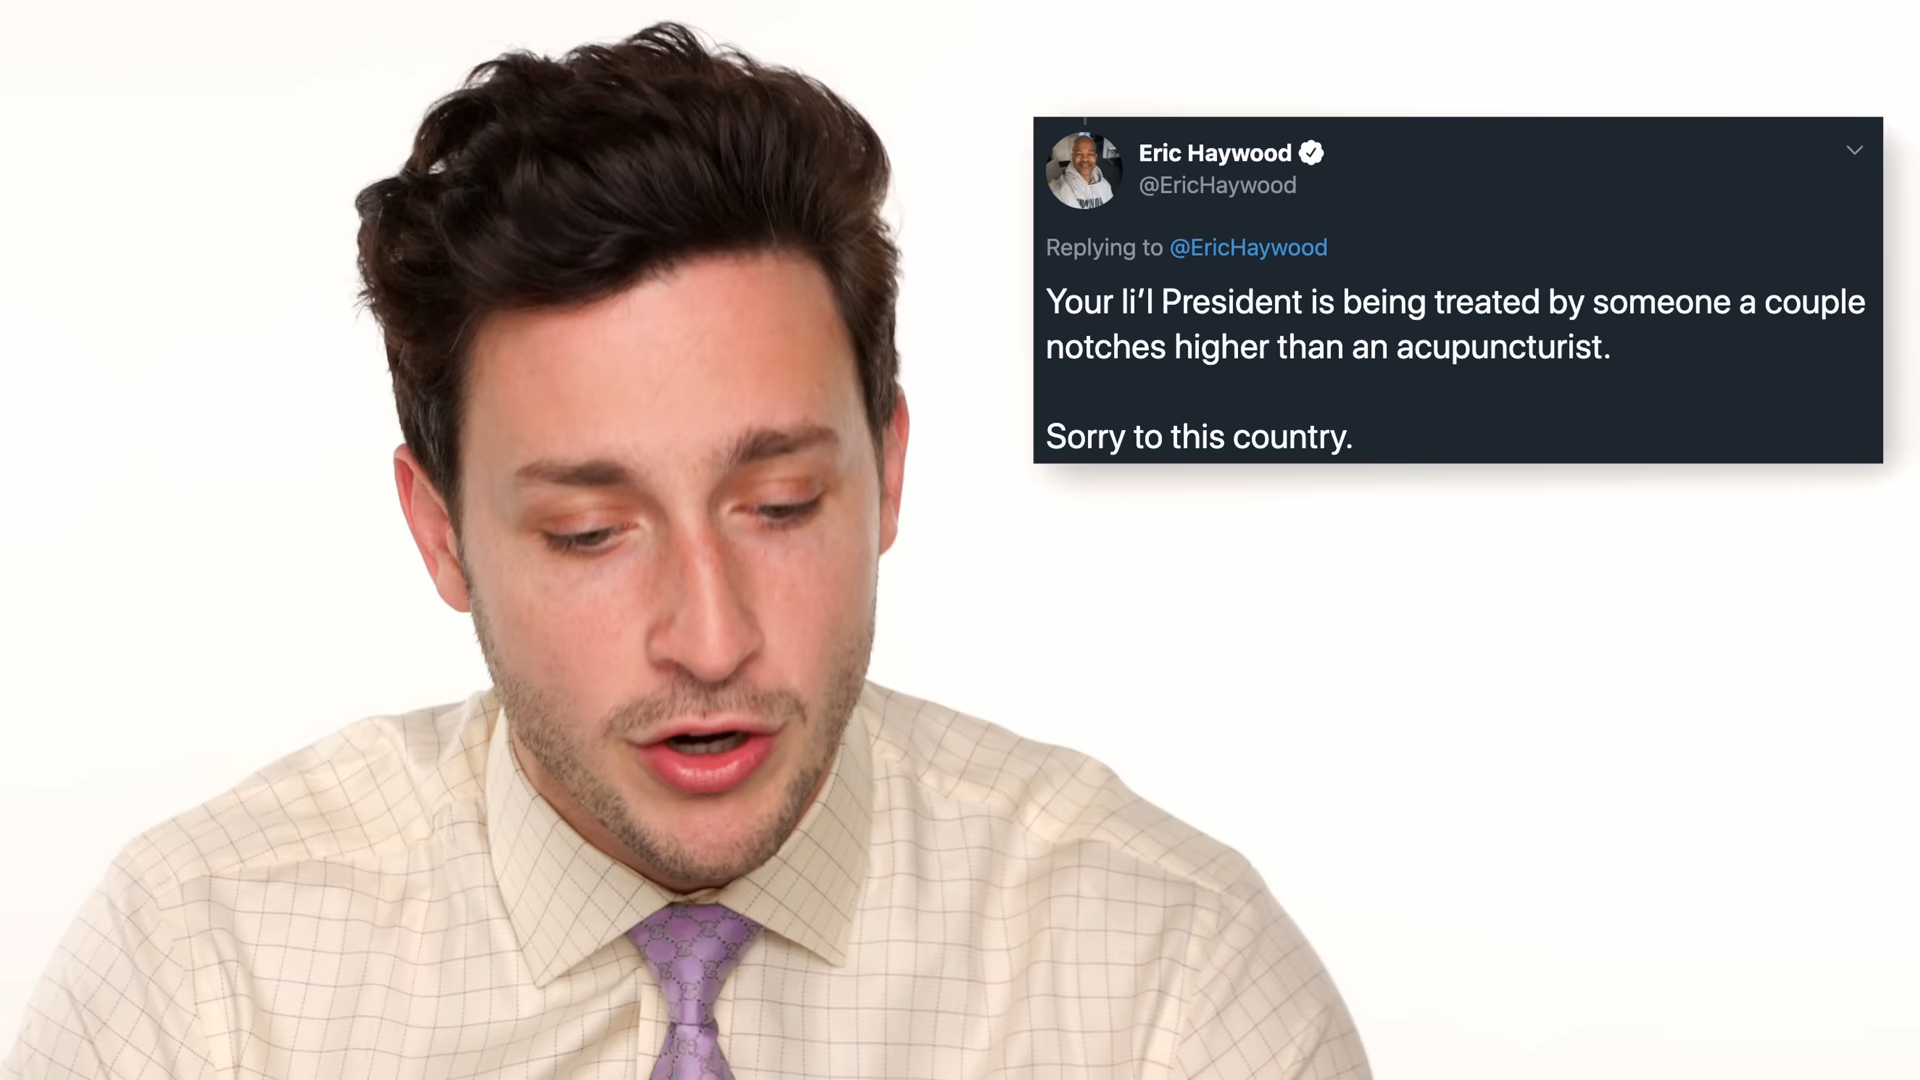 Eric Haywood
@EricHaywood
Replying to @EricHaywood
Your li’l President is being treated by someone a couple
notches higher than an acupuncturist.
Sorry to this country.